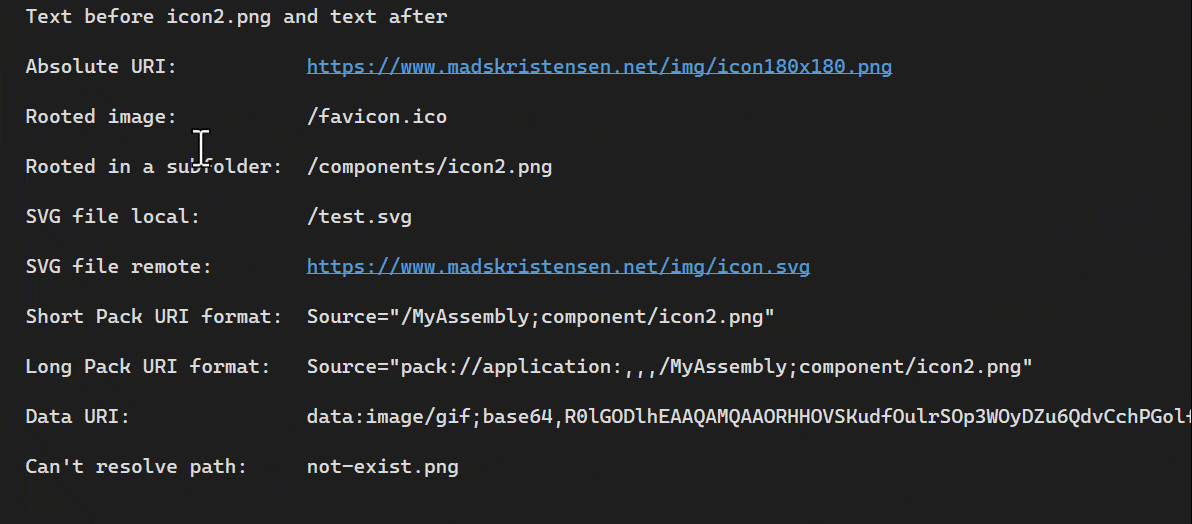 Text before icon2.png and text after
Absolute URI: https://www.madskristensen.net/img/icon180x180.png
Rooted image: /favicon.ico
Rooted in a subfolder: /components/icon2.png
SVG file local: /test.svg
SVG file remote: https://www.madskristensen.net/img/icon.svg
Short Pack URI format: Source="/MyAssembly;component/icon2.png"
Long Pack URI format: Source="pack://application:,,,/MyAssembly;component/icon2.png"
Data URI: data:image/gif;base64,R0lGODlhEAAQAMQAAORHHOVSKudfOulrSOp3WOyDZu6QdvCchPGolf
Can't resolve path: not-exist.png